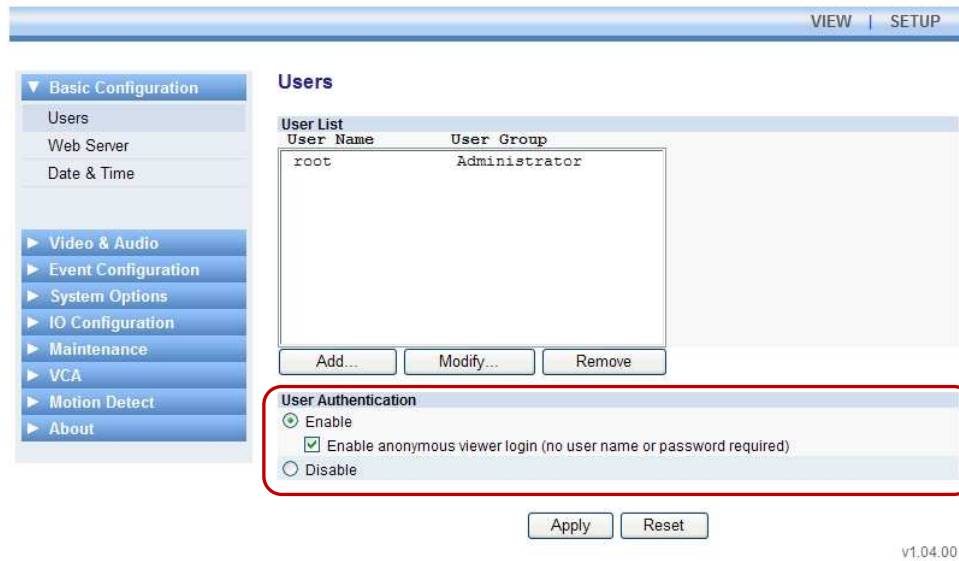 VIEW | SETUP
Basic Configuration
Users
Web Server
Date & Time
Video & Audio
Event Configuration
System Options
IO Configuration
Maintenance
VCA
Motion Detect
About
Users
User List
User Name User Group
root Administrator
Add... Modify... Remove
User Authentication
Enable
Enable anonymous viewer login (no user name or password required)
Disable
Apply Reset
v1.04.00